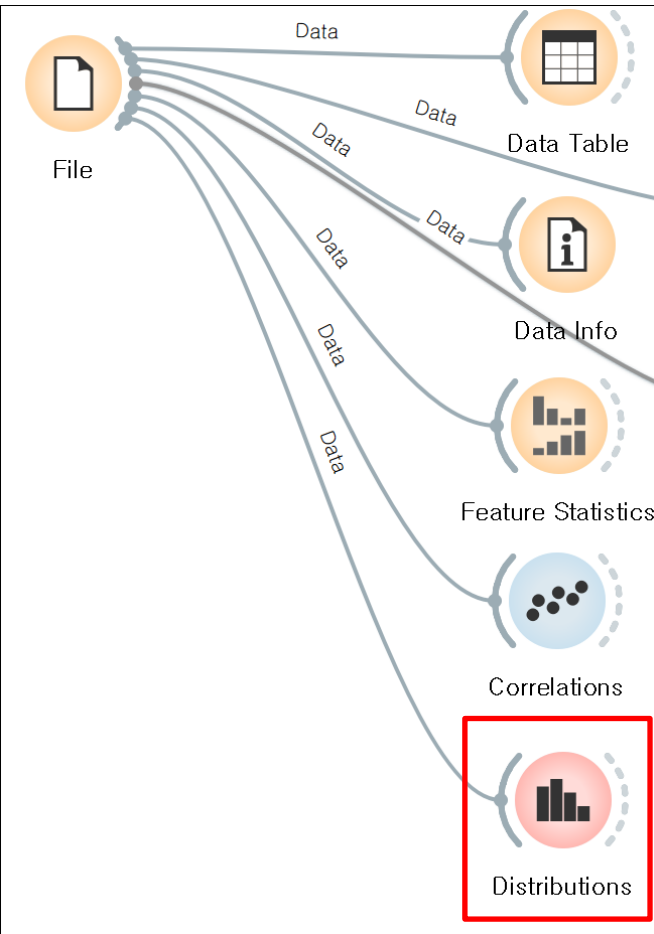 Data
Data
Data Table
File
Data
Data
Data
Data Info
Data
Feature Statistics
Data
Correlations
Distributions